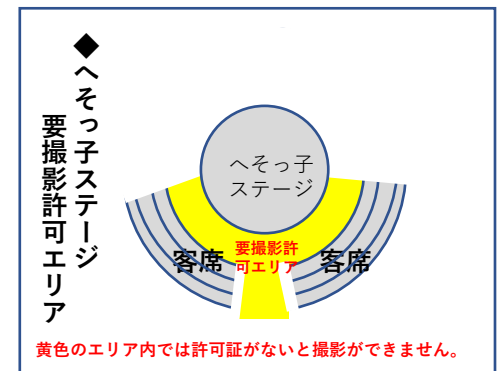 ◆へそっ子ステージ
要撮影許可エリア
へそっ子
ステージ
客席
要撮影許
可エリア
客席
黄色のエリア内では許可証がないと撮影ができません。